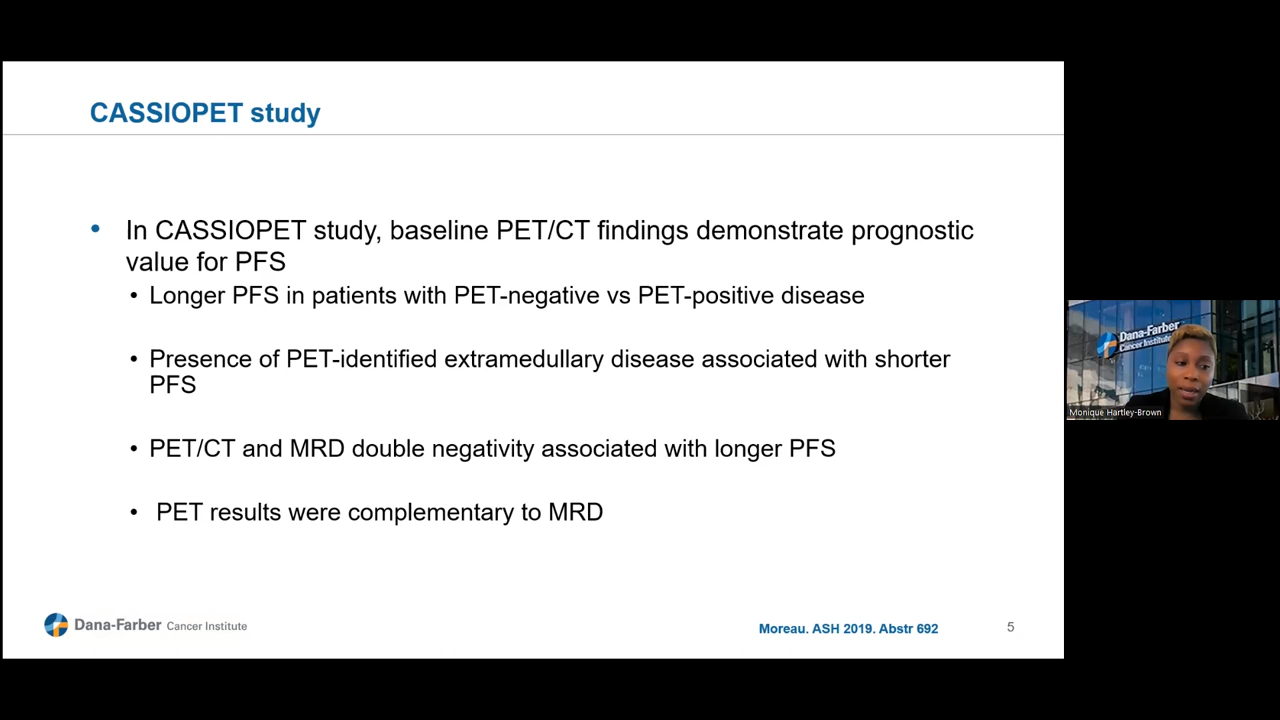 CASSIOPET study
• In CASSIOPET study, baseline PET/CT findings demonstrate prognostic
value for PFS
• Longer PFS in patients with PET-negative vs PET-positive disease
• Presence of PET-identified extramedullary disease associated with shorter
PFS
• PET/CT and MRD double negativity associated with longer PFS
• PET results were complementary to MRD
Dana-Farber Cancer Institute
Moreau. ASH 2019. Abstr 692
5
Dana-Farber
Cancer Institute
Monique Hartley-Brown